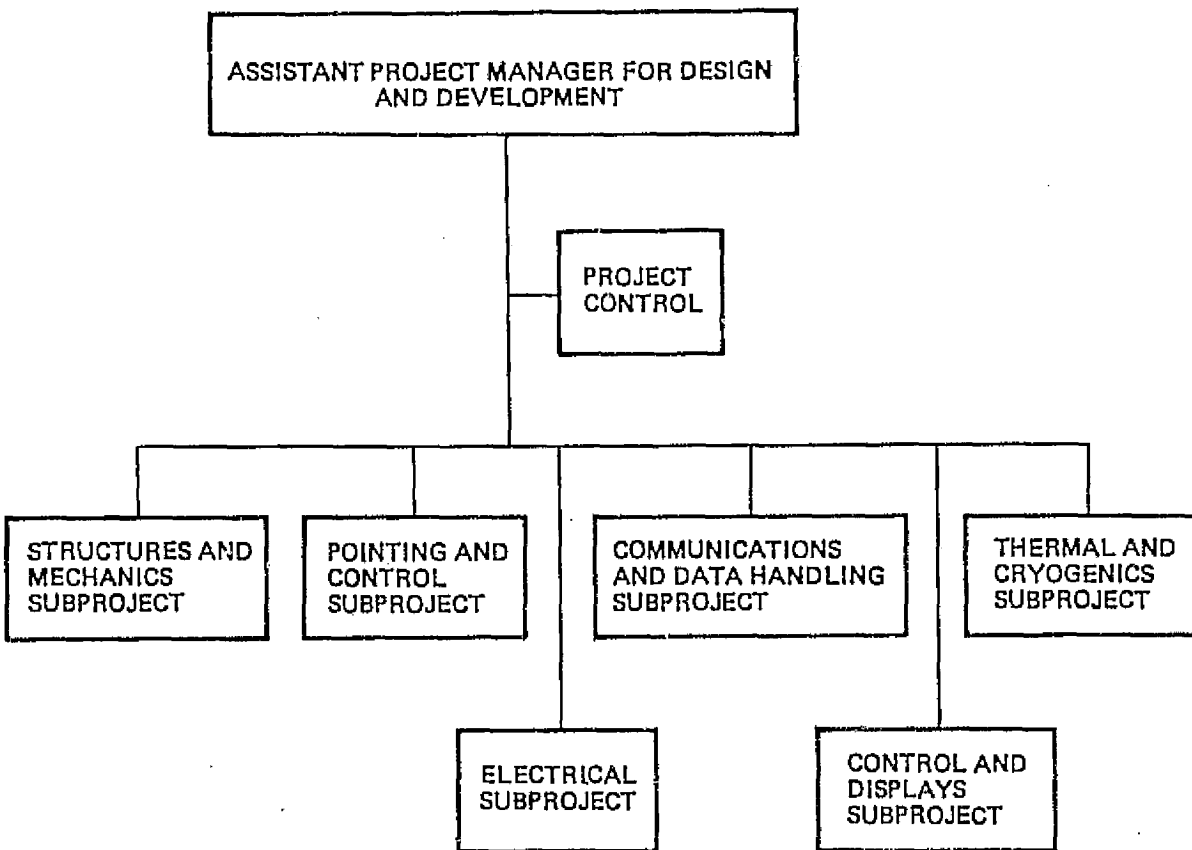 ASSISTANT PROJECT MANAGER FOR DESIGN
AND DEVELOPMENT
PROJECT
CONTROL
STRUCTURES AND
MECHANICS
SUBPROJECT
POINTING AND
CONTROL
SUBPROJECT
COMMUNICATIONS
AND DATA HANDLING
SUBPROJECT
THERMAL AND
CRYOGENICS
SUBPROJECT
ELECTRICAL
SUBPROJECT
CONTROL AND
DISPLAYS
SUBPROJECT